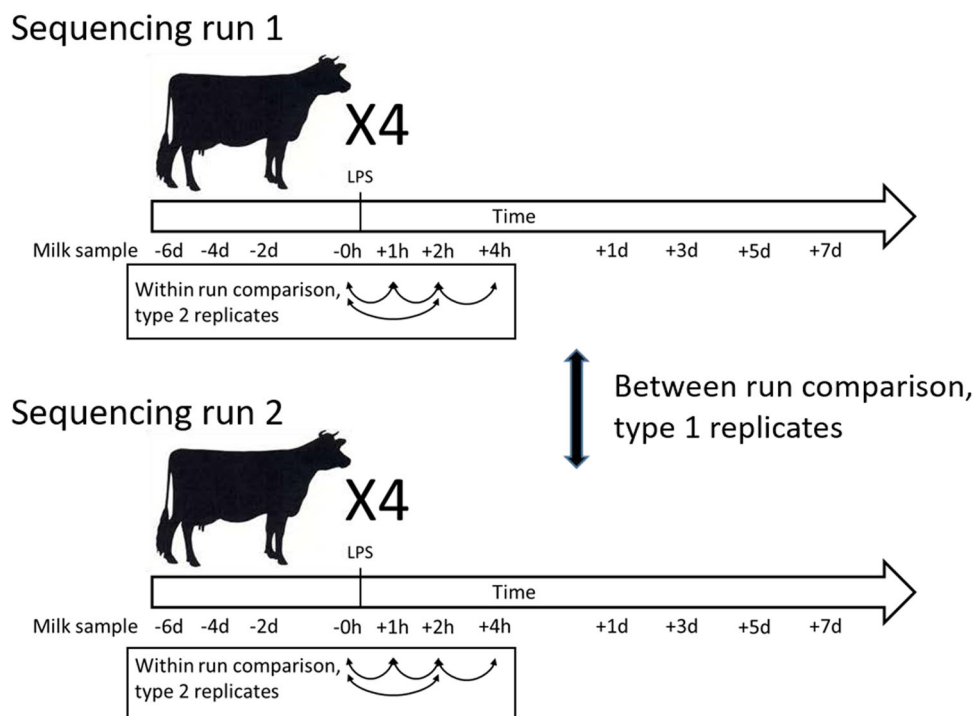 Sequencing run 1
X4
LPS
Time
Milk sample -6d -4d -2d -0h +1h +2h +4h +1d +3d +5d +7d
Within run comparison,
type 2 replicates
Between run comparison,
type 1 replicates
Sequencing run 2
X4
LPS
Time
Milk sample -6d -4d -2d -0h +1h +2h +4h +1d +3d +5d +7d
Within run comparison,
type 2 replicates